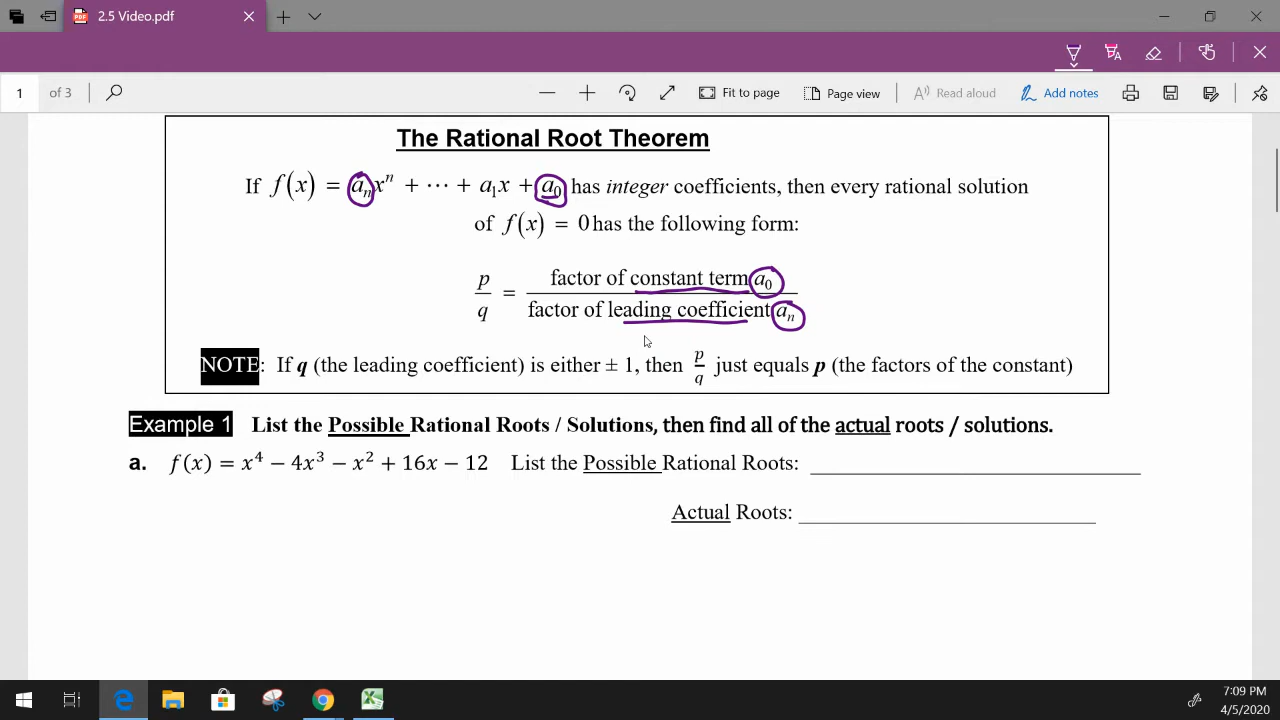 2.5 Video.pdf
1 of 3 Fit to page Page view Read aloud Add notes
The Rational Root Theorem
If f(x) = aₙxⁿ + ⋯ + a₁x + a₀ has integer coefficients, then every rational solution
of f(x) = 0 has the following form:
p/q = factor of constant term a₀ / factor of leading coefficient aₙ
NOTE: If q (the leading coefficient) is either ± 1, then p/q just equals p (the factors of the constant)
Example 1 List the Possible Rational Roots / Solutions, then find all of the actual roots / solutions.
a. f(x) = x⁴ − 4x³ − x² + 16x − 12 List the Possible Rational Roots: ____________
Actual Roots: ____________
7:09 PM
4/5/2020